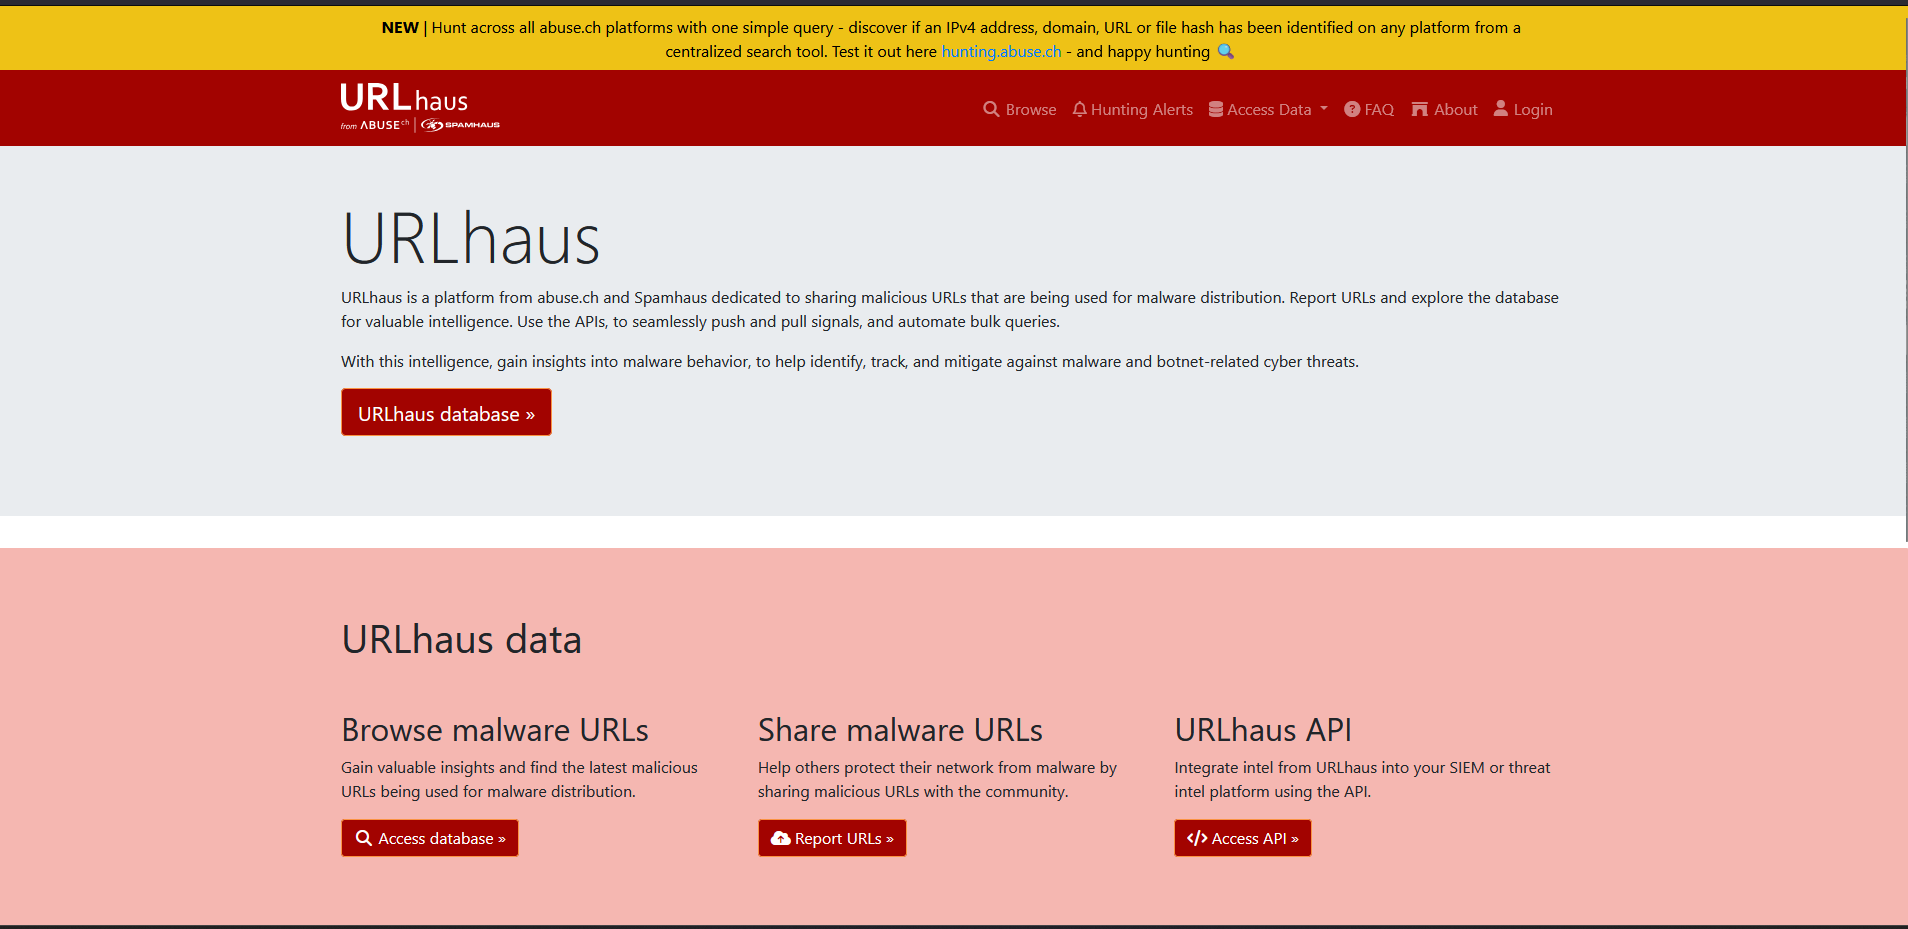 NEW | Hunt across all abuse.ch platforms with one simple query - discover if an IPv4 address, domain, URL or file hash has been identified on any platform from a
centralized search tool. Test it out here hunting.abuse.ch - and happy hunting 🔍
URLhaus
from ABUSE ch | SPAMHAUS
Browse Hunting Alerts Access Data FAQ About Login
URLhaus
URLhaus is a platform from abuse.ch and Spamhaus dedicated to sharing malicious URLs that are being used for malware distribution. Report URLs and explore the database
for valuable intelligence. Use the APIs, to seamlessly push and pull signals, and automate bulk queries.
With this intelligence, gain insights into malware behavior, to help identify, track, and mitigate against malware and botnet-related cyber threats.
URLhaus database »
URLhaus data
Browse malware URLs
Gain valuable insights and find the latest malicious
URLs being used for malware distribution.
Access database »
Share malware URLs
Help others protect their network from malware by
sharing malicious URLs with the community.
Report URLs »
URLhaus API
Integrate intel from URLhaus into your SIEM or threat
intel platform using the API.
</> Access API »